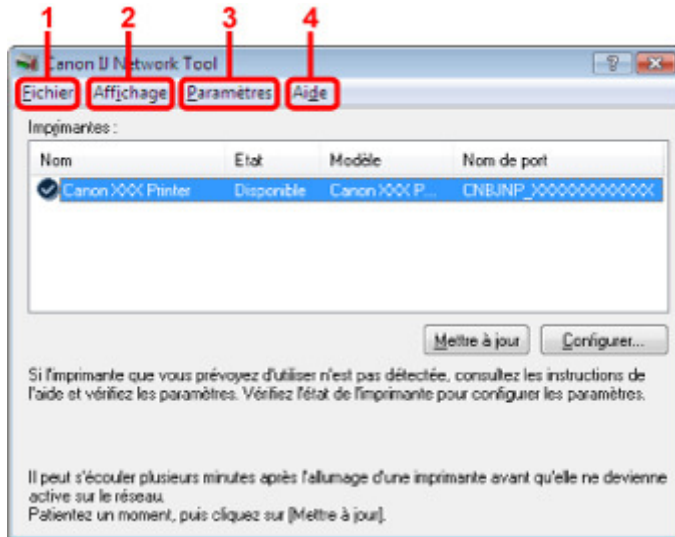 1 2 3 4
Canon IJ Network Tool
Fichier Affichage Paramètres Aide
Imprimantes :
Nom Etat Modèle Nom de port
Canon XXX Printer Disponible Canon XXX P... CNBJNP_XXXXXXXXXXXX
Mettre à jour Configurer...
Si l'imprimante que vous prévoyez d'utiliser n'est pas détectée, consultez les instructions de
l'aide et vérifiez les paramètres. Vérifiez l'état de l'imprimante pour configurer les paramètres.
Il peut s'écouler plusieurs minutes après l'allumage d'une imprimante avant qu'elle ne devienne
active sur le réseau.
Patientez un moment, puis cliquez sur [Mettre à jour].